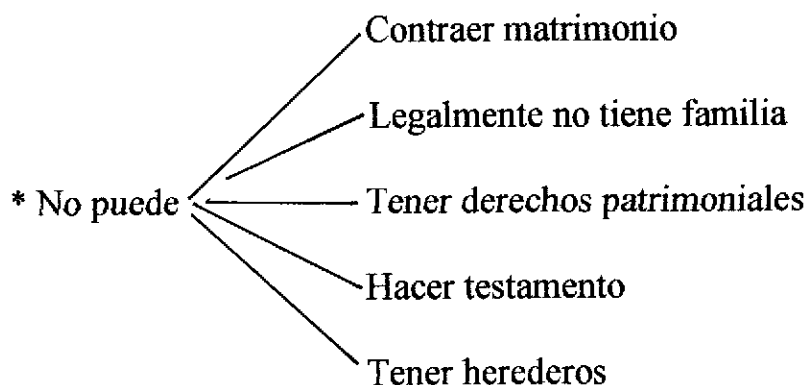 Contraer matrimonio
Legalmente no tiene familia
* No puede Tener derechos patrimoniales
Hacer testamento
Tener herederos